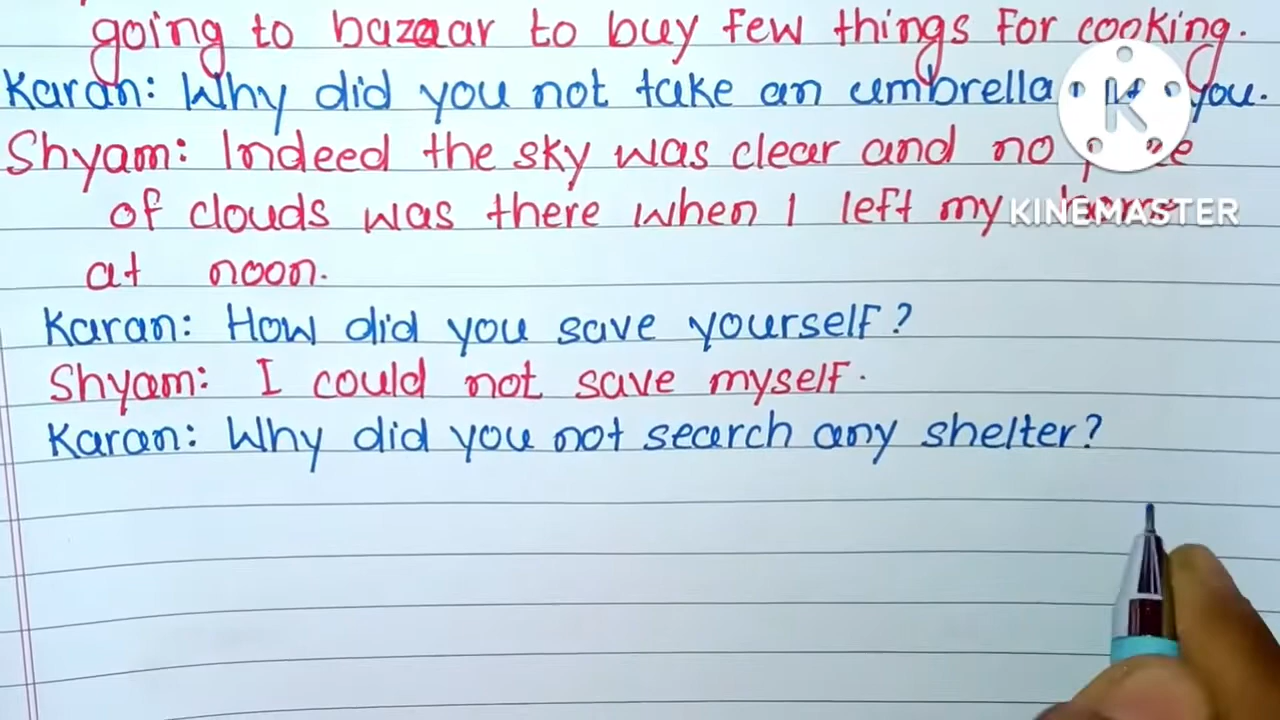 going to bazaar to buy few things for cooking.
Karan: Why did you not take an umbrella you.
Shyam: Indeed the sky was clear and no
of clouds was there when I left my
at noon.
Karan: How did you save yourself?
Shyam: I could not save myself.
Karan: Why did you not search any shelter?
K
KINEMASTER